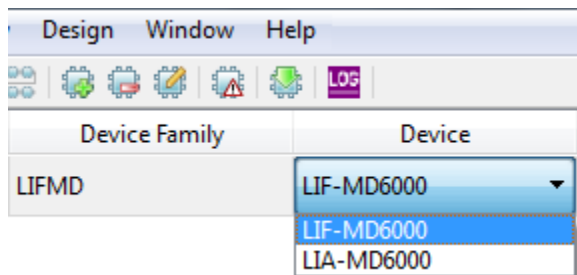 Design Window Help
LOG
Device Family Device
LIFMD LIF-MD6000
LIF-MD6000
LIA-MD6000